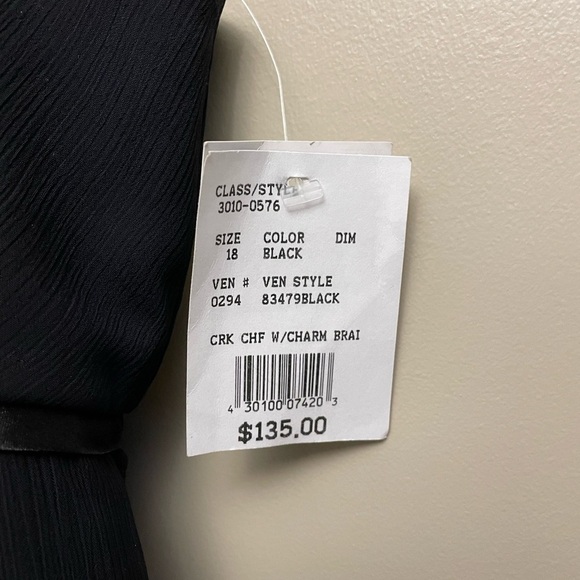 CLASS/STYLE
3010-0576
SIZE COLOR DIM
18 BLACK
VEN # VEN STYLE
0294 83479BLACK
CRK CHF W/CHARM BRAI
4 30100 07420 3
$135.00